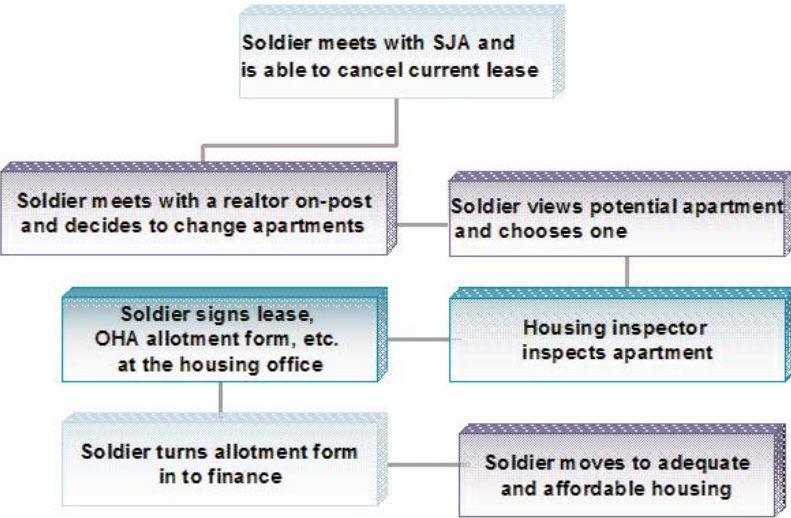 Soldier meets with SJA and
is able to cancel current lease
Soldier meets with a realtor on-post
and decides to change apartments
Soldier views potential apartment
and chooses one
Housing inspector
inspects apartment
Soldier signs lease,
OHA allotment form, etc.
at the housing office
Soldier turns allotment form
in to finance
Soldier moves to adequate
and affordable housing